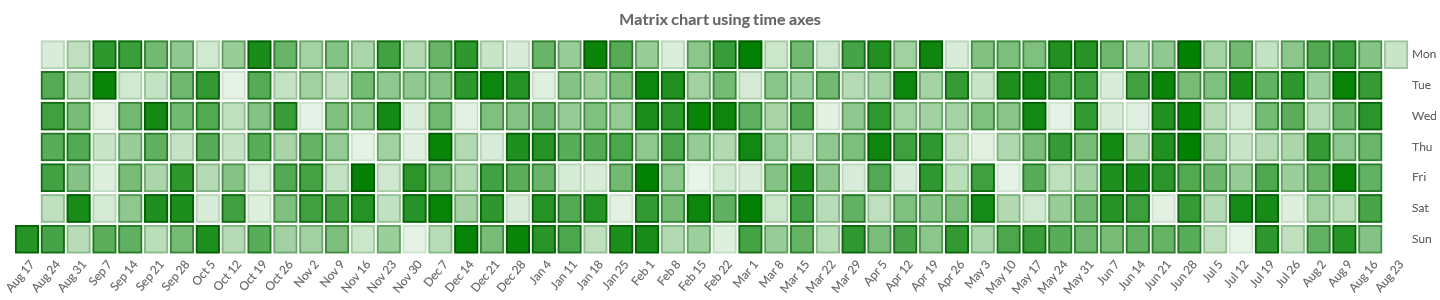 Matrix chart using time axes
Mon
Tue
Wed
Thu
Fri
Sat
Sun
Aug 17
Aug 24
Aug 31
Sep 7
Sep 14
Sep 21
Sep 28
Oct 5
Oct 12
Oct 19
Oct 26
Nov 2
Nov 9
Nov 16
Nov 23
Nov 30
Dec 7
Dec 14
Dec 21
Dec 28
Jan 4
Jan 11
Jan 18
Jan 25
Feb 1
Feb 8
Feb 15
Feb 22
Mar 1
Mar 8
Mar 15
Mar 22
Mar 29
Apr 5
Apr 12
Apr 19
Apr 26
May 3
May 10
May 17
May 24
May 31
Jun 7
Jun 14
Jun 21
Jun 28
Jul 5
Jul 12
Jul 19
Jul 26
Aug 2
Aug 9
Aug 16
Aug 23